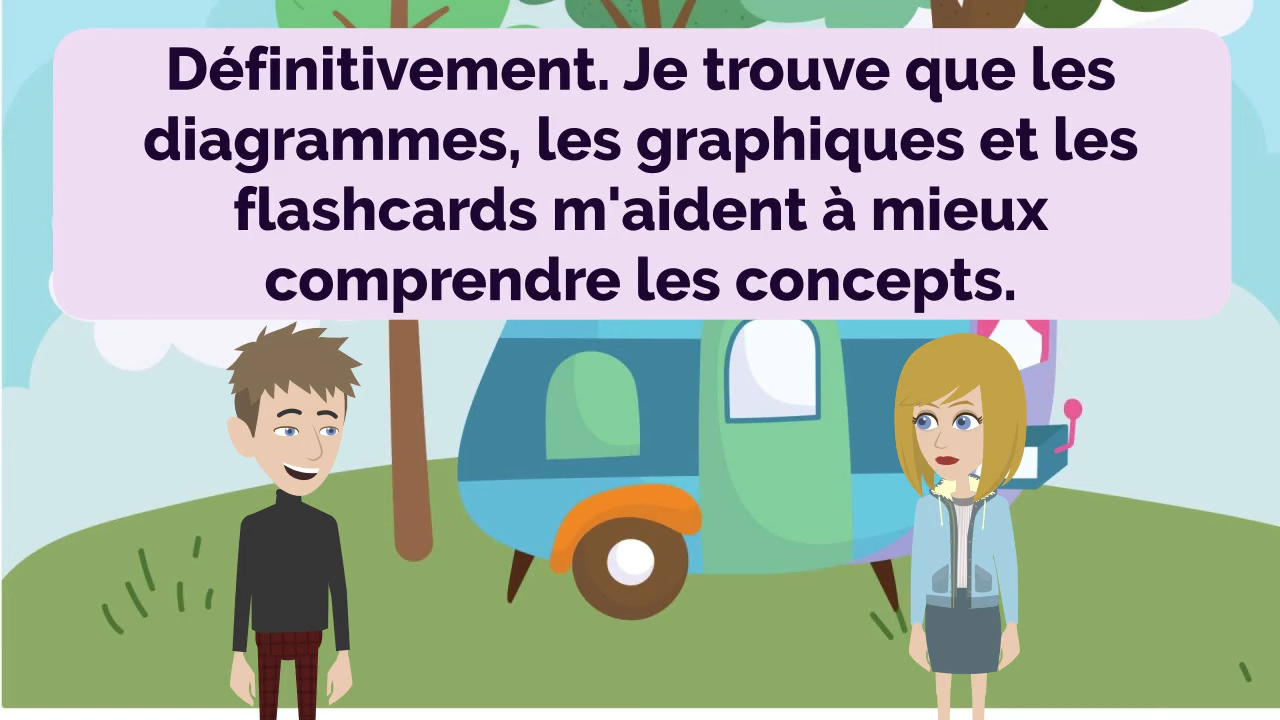 Définitivement. Je trouve que les
diagrammes, les graphiques et les
flashcards m'aident à mieux
comprendre les concepts.